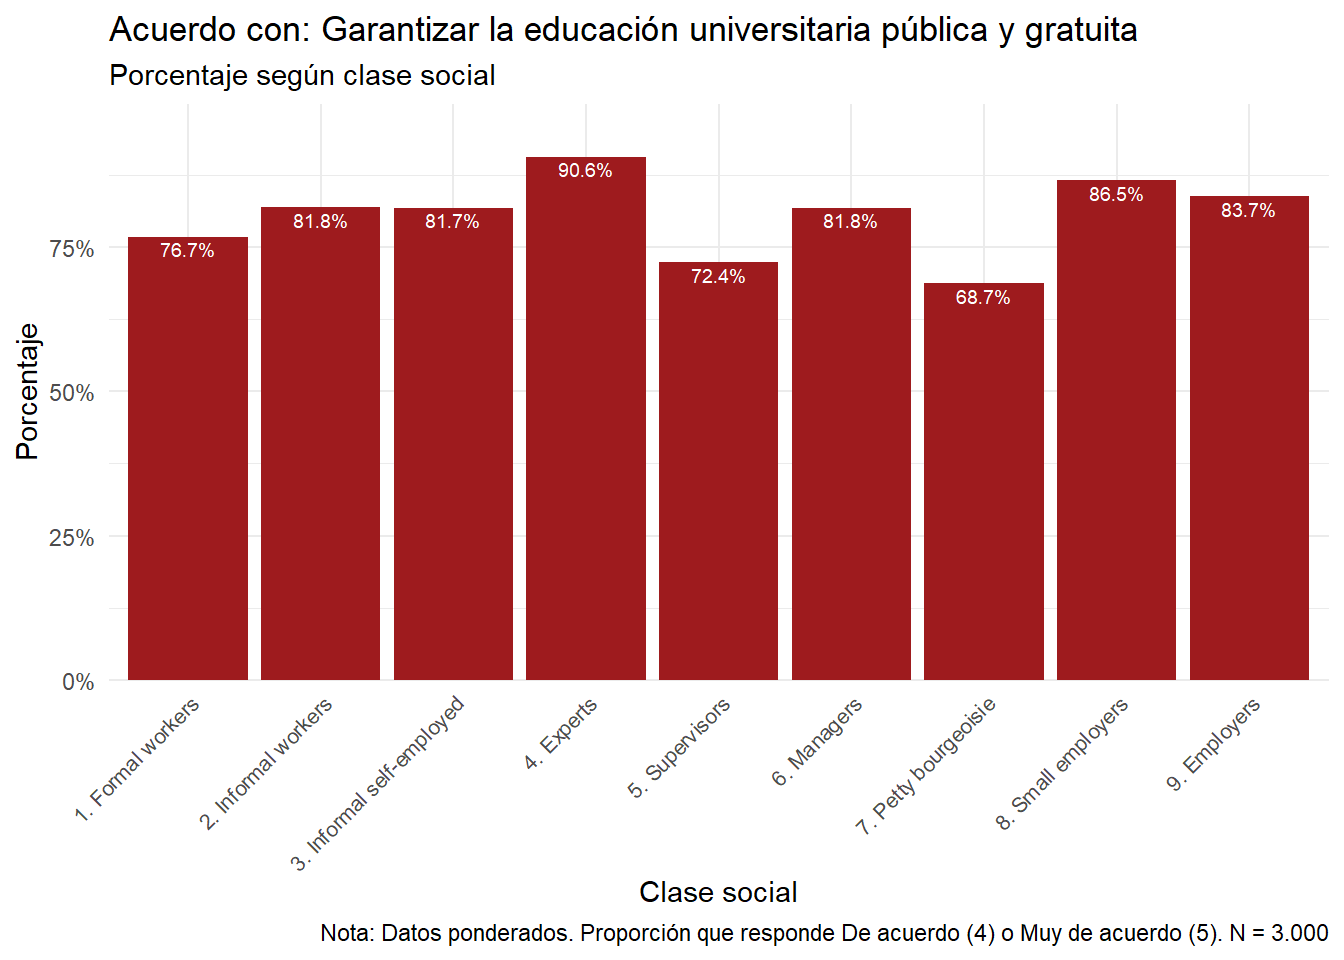 Acuerdo con: Garantizar la educación universitaria pública y gratuita
Porcentaje según clase social
Porcentaje
75%
50%
25%
0%
76.7%
81.8%
81.7%
90.6%
72.4%
81.8%
68.7%
86.5%
83.7%
1. Formal workers
2. Informal workers
3. Informal self-employed
4. Experts
5. Supervisors
6. Managers
7. Petty bourgeoisie
8. Small employers
9. Employers
Clase social
Nota: Datos ponderados. Proporción que responde De acuerdo (4) o Muy de acuerdo (5). N = 3.000